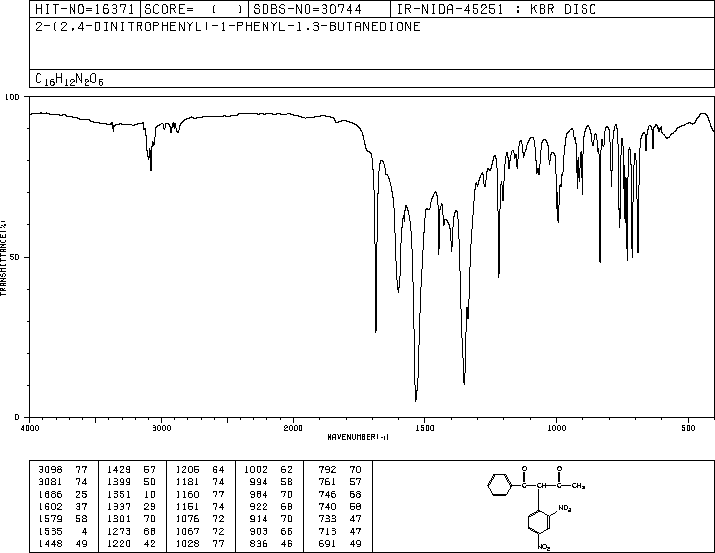 HIT-NO=16371 SCORE= ( ) SDBS-NO=30744 IR-NIDA-45251 : KBR DISC
2-(2,4-DINITROPHENYL)-1-PHENYL-1,3-BUTANEDIONE
C16H12N2O6
100
50
0
TRANSMITTANCE(%)
4000 3000 2000 1500 1000 500
WAVENUMBER(-1)
3098 77 1429 57 1206 64 1002 62 792 70
3081 74 1399 50 1181 74 994 58 761 57
1686 25 1351 10 1160 77 984 70 746 58
1602 37 1337 29 1151 74 922 68 740 58
1579 58 1301 70 1076 72 914 70 733 47
1535 4 1273 68 1067 72 903 66 713 47
1448 49 1220 42 1028 77 836 46 691 49
O O
C CH C CH3
NO2
NO2